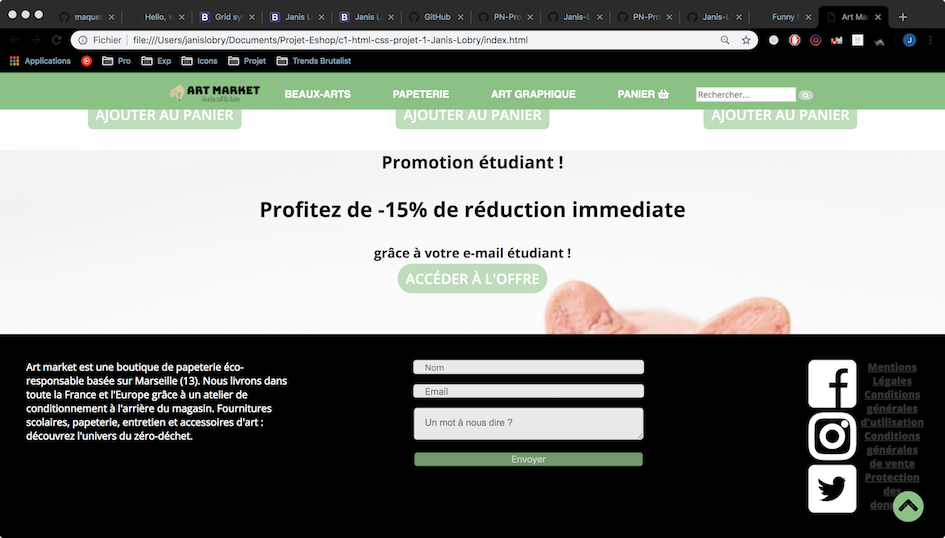 maquet
Hello, w
Grid sy
Janis L
Janis L
GitHub
PN-Pro
Janis-L
PN-Pro
Janis-L
Funny f
Art Ma
Fichier
file:///Users/janislobry/Documents/Projet-Eshop/c1-html-css-projet-1-Janis-Lobry/index.html
Applications
Pro
Exp
Icons
Projet
Trends Brutalist
ART MARKET
BEAUX-ARTS
PAPETERIE
ART GRAPHIQUE
PANIER
Rechercher...
AJOUTER AU PANIER
AJOUTER AU PANIER
AJOUTER AU PANIER
Promotion étudiant !
Profitez de -15% de réduction immediate
grâce à votre e-mail étudiant !
ACCÉDER À L'OFFRE
Art market est une boutique de papeterie éco-
responsable basée sur Marseille (13). Nous livrons dans
toute la France et l'Europe grâce à un atelier de
conditionnement à l'arrière du magasin. Fournitures
scolaires, papeterie, entretien et accessoires d'art :
découvrez l'univers du zéro-déchet.
Nom
Email
Un mot à nous dire ?
Envoyer
Mentions
Légales
Conditions
générales
d'utilisation
Conditions
générales
de vente
Protection
des